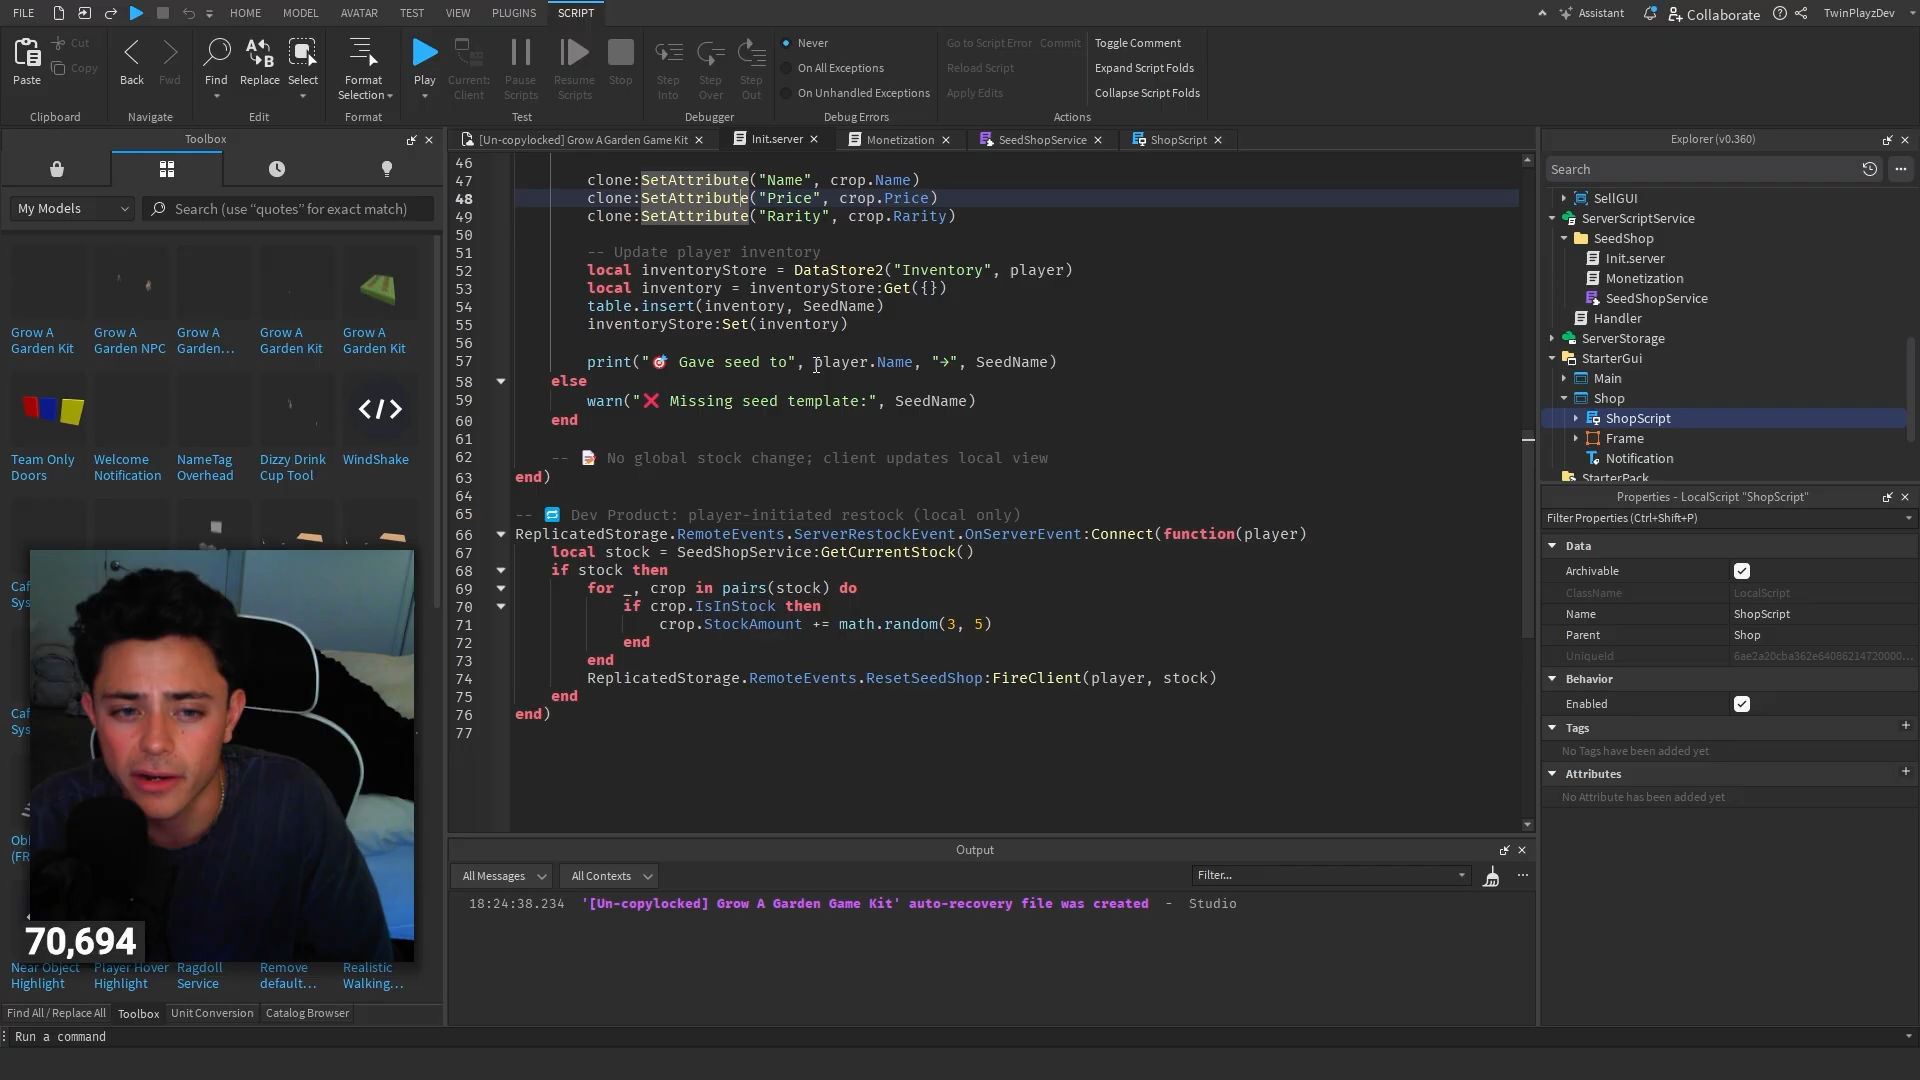 FILE HOME MODEL AVATAR TEST VIEW PLUGINS SCRIPT Assistant Collaborate TwinPlayzDev
Paste Cut Copy Back Fwd Find Replace Select Format Selection Play Current: Client Pause Scripts Resume Scripts Stop Step Into Step Over Step Out
Never
On All Exceptions
On Unhandled Exceptions
Go to Script Error Commit
Reload Script
Apply Edits
Toggle Comment
Expand Script Folds
Collapse Script Folds
Clipboard Navigate Edit Format Test Debugger Debug Errors Actions
Toolbox
My Models Search (use “quotes” for exact match)
Grow A Garden Kit
Grow A Garden NPC
Grow A Garden...
Grow A Garden Kit
Grow A Garden Kit
Team Only Doors
Welcome Notification
NameTag Overhead
Dizzy Drink Cup Tool
WindShake
Caf
Sys
Caf
Sys
Obl
(FR
70,694
Near Object Highlight
Player Hover Highlight
Ragdoll Service
Remove default...
Realistic Walking...
Find All / Replace All Toolbox Unit Conversion Catalog Browser
Run a command
[Un-copylocked] Grow A Garden Game Kit Init.server Monetization SeedShopService ShopScript
46
47 clone:SetAttribute("Name", crop.Name)
48 clone:SetAttribute("Price", crop.Price)
49 clone:SetAttribute("Rarity", crop.Rarity)
50
51 -- Update player inventory
52 local inventoryStore = DataStore2("Inventory", player)
53 local inventory = inventoryStore:Get({})
54 table.insert(inventory, SeedName)
55 inventoryStore:Set(inventory)
56
57 print("🎯 Gave seed to", player.Name, "→", SeedName)
58 else
59 warn("❌ Missing seed template:", SeedName)
60 end
61
62 -- 📝 No global stock change; client updates local view
63 end)
64
65 -- 🔁 Dev Product: player-initiated restock (local only)
66 ReplicatedStorage.RemoteEvents.ServerRestockEvent.OnServerEvent:Connect(function(player)
67 local stock = SeedShopService:GetCurrentStock()
68 if stock then
69 for _, crop in pairs(stock) do
70 if crop.IsInStock then
71 crop.StockAmount += math.random(3, 5)
72 end
73 end
74 ReplicatedStorage.RemoteEvents.ResetSeedShop:FireClient(player, stock)
75 end
76 end)
77
Output
All Messages All Contexts Filter...
18:24:38.234 '[Un-copylocked] Grow A Garden Game Kit' auto-recovery file was created - Studio
Explorer (v0.360)
Search
SellGUI
ServerScriptService
SeedShop
Init.server
Monetization
SeedShopService
Handler
ServerStorage
StarterGui
Main
Shop
ShopScript
Frame
Notification
StarterPack
Properties - LocalScript "ShopScript"
Filter Properties (Ctrl+Shift+P)
Data
Archivable
ClassName LocalScript
Name ShopScript
Parent Shop
UniqueId 6ae2a20cba362e64086214720000...
Behavior
Enabled
Tags
No Tags have been added yet
Attributes
No Attribute has been added yet